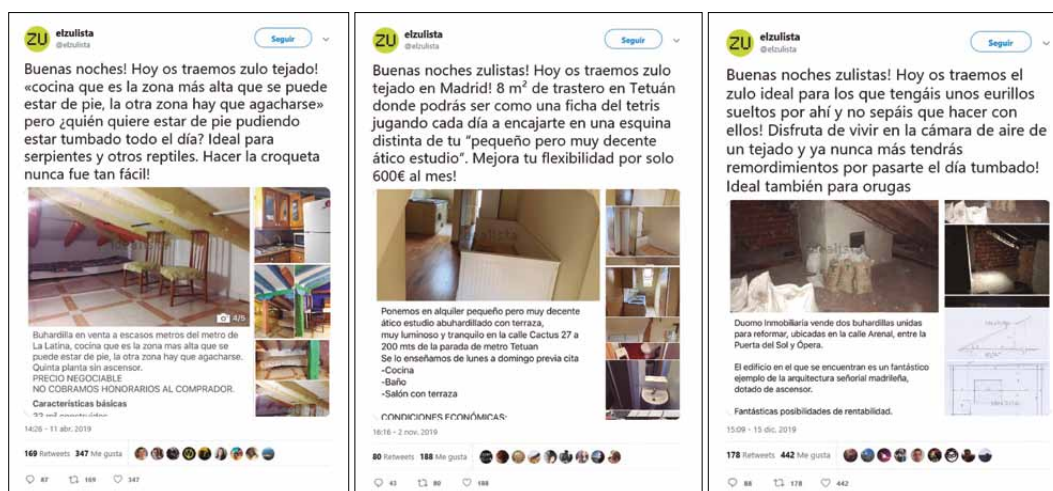 ZU
elzulista
@elzulista
Seguir
Buenas noches! Hoy os traemos zulo tejado!
«cocina que es la zona más alta que se puede
estar de pie, la otra zona hay que agacharse»
pero ¿quién quiere estar de pie pudiendo
estar tumbado todo el día? Ideal para
serpientes y otros reptiles. Hacer la croqueta
nunca fue tan fácil!
4/5
Buhardilla en venta a escasos metros del metro de
La Latina, cocina que es la zona mas alta que se
puede estar de pie, la otra zona hay que agacharse.
Quinta planta sin ascensor.
PRECIO NEGOCIABLE
NO COBRAMOS HONORARIOS AL COMPRADOR.
Características básicas
14:26 - 11 abr. 2019
169 Retweets 347 Me gusta
87 169 347
ZU
elzulista
@elzulista
Seguir
Buenas noches zulistas! Hoy os traemos zulo
tejado en Madrid! 8 m² de trastero en Tetuán
donde podrás ser como una ficha del tetris
jugando cada día a encajarte en una esquina
distinta de tu "pequeño pero muy decente
ático estudio". Mejora tu flexibilidad por solo
600€ al mes!
Ponemos en alquiler pequeño pero muy decente
ático estudio abuhardillado con terraza,
muy luminoso y tranquilo en la calle Cactus 27 a
200 mts de la parada de metro Tetuan
Se lo enseñamos de lunes a domingo previa cita
-Cocina
-Baño
-Salón con terraza
CONDICIONES ECONÓMICAS:
16:16 - 2 nov. 2019
80 Retweets 188 Me gusta
43 80 188
ZU
elzulista
@elzulista
Seguir
Buenas noches zulistas! Hoy os traemos el
zulo ideal para los que tengáis unos eurillos
sueltos por ahí y no sepáis que hacer con
ellos! Disfruta de vivir en la cámara de aire de
un tejado y ya nunca más tendrás
remordimientos por pasarte el día tumbado!
Ideal también para orugas
Duomo Inmobiliaria vende dos buhardillas unidas
para reformar, ubicadas en la calle Arenal, entre la
Puerta del Sol y Ópera.
El edificio en el que se encuentran es un fantástico
ejemplo de la arquitectura señorial madrileña,
dotado de ascensor.
Fantásticas posibilidades de rentabilidad.
15:09 - 15 dic. 2019
178 Retweets 442 Me gusta
178 442